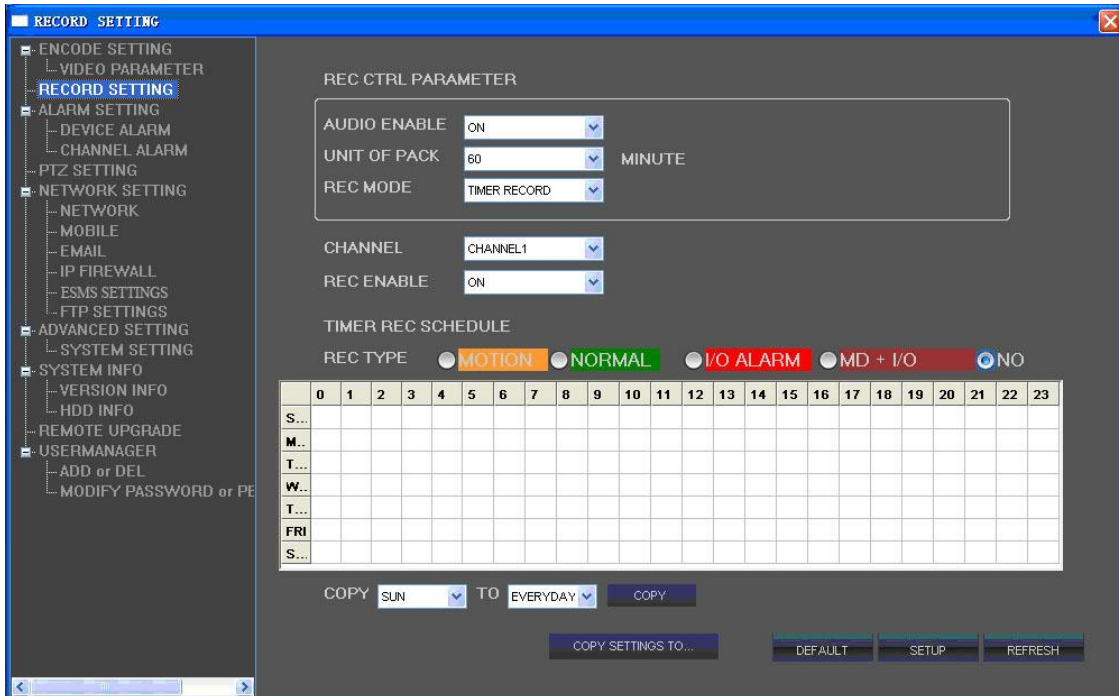 RECORD SETTING
ENCODE SETTING
VIDEO PARAMETER
RECORD SETTING
ALARM SETTING
DEVICE ALARM
CHANNEL ALARM
PTZ SETTING
NETWORK SETTING
NETWORK
MOBILE
EMAIL
IP FIREWALL
ESMS SETTINGS
FTP SETTINGS
ADVANCED SETTING
SYSTEM SETTING
SYSTEM INFO
VERSION INFO
HDD INFO
REMOTE UPGRADE
USERMANAGER
ADD or DEL
MODIFY PASSWORD or PE
REC CTRL PARAMETER
AUDIO ENABLE ON
UNIT OF PACK 60 MINUTE
REC MODE TIMER RECORD
CHANNEL CHANNEL1
REC ENABLE ON
TIMER REC SCHEDULE
REC TYPE MOTION NORMAL I/O ALARM MD + I/O NO
0 1 2 3 4 5 6 7 8 9 10 11 12 13 14 15 16 17 18 19 20 21 22 23
S...
M..
T...
W..
T...
FRI
S...
COPY SUN TO EVERYDAY COPY
COPY SETTINGS TO...
DEFAULT SETUP REFRESH